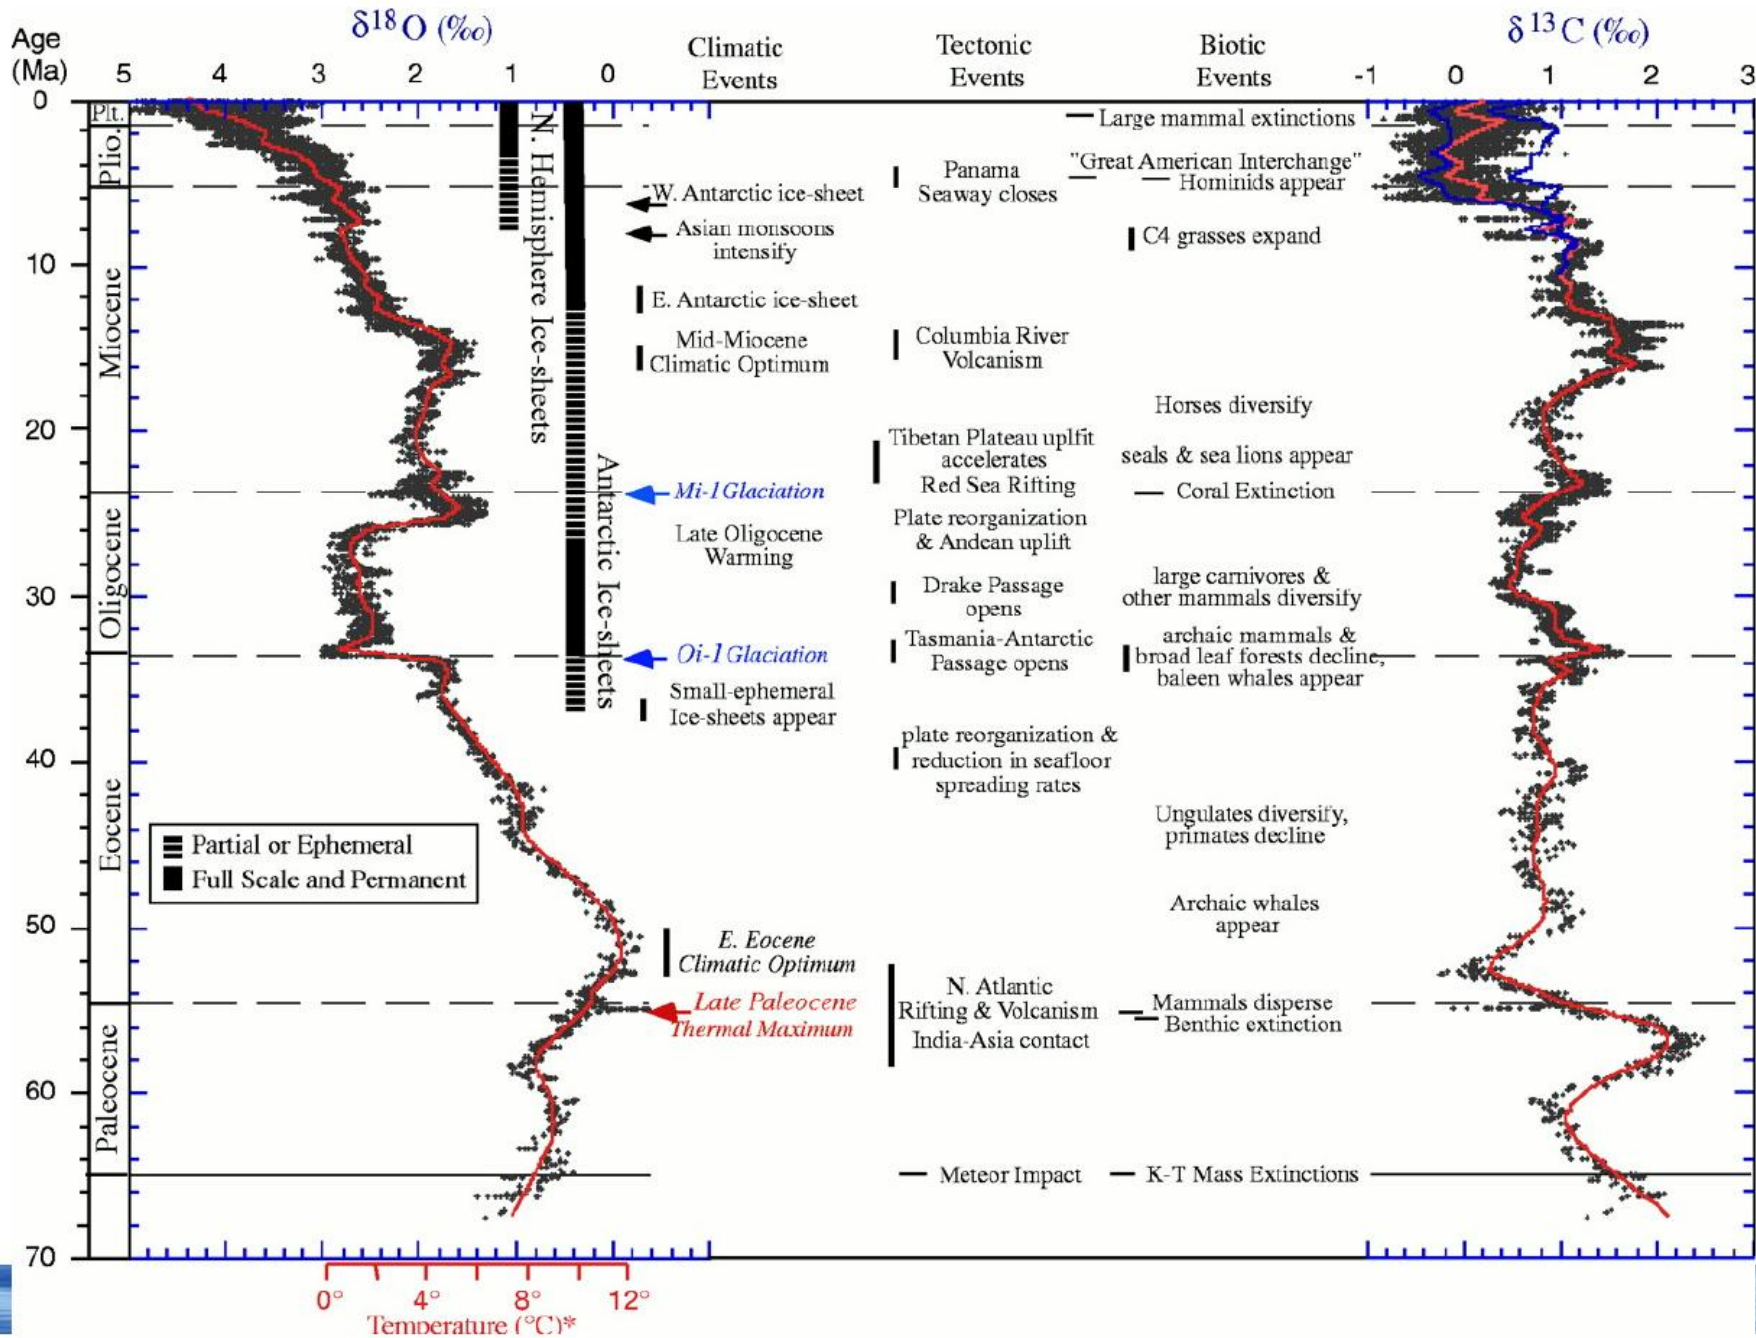 δ18O (‰)
δ13C (‰)
Age
(Ma)
5 4 3 2 1 0
Climatic
Events
Tectonic
Events
Biotic
Events
-1 0 1 2 3
0
10
20
30
40
50
60
70
Plt.
Plio.
Miocene
Oligocene
Eocene
Paleocene
N. Hemisphere Ice-sheets
Antarctic Ice-sheets
Partial or Ephemeral
Full Scale and Permanent
W. Antarctic ice-sheet
Asian monsoons
intensify
E. Antarctic ice-sheet
Mid-Miocene
Climatic Optimum
Mi-1 Glaciation
Late Oligocene
Warming
Oi-1 Glaciation
Small-ephemeral
Ice-sheets appear
E. Eocene
Climatic Optimum
Late Paleocene
Thermal Maximum
Panama
Seaway closes
Columbia River
Volcanism
Tibetan Plateau uplfit
accelerates
Red Sea Rifting
Plate reorganization
& Andean uplift
Drake Passage
opens
Tasmania-Antarctic
Passage opens
plate reorganization &
reduction in seafloor
spreading rates
N. Atlantic
Rifting & Volcanism
India-Asia contact
Meteor Impact
Large mammal extinctions
"Great American Interchange"
Hominids appear
C4 grasses expand
Horses diversify
seals & sea lions appear
Coral Extinction
large carnivores &
other mammals diversify
archaic mammals &
broad leaf forests decline,
baleen whales appear
Ungulates diversify,
primates decline
Archaic whales
appear
Mammals disperse
Benthic extinction
K-T Mass Extinctions
0° 4° 8° 12°
Temperature (°C)*